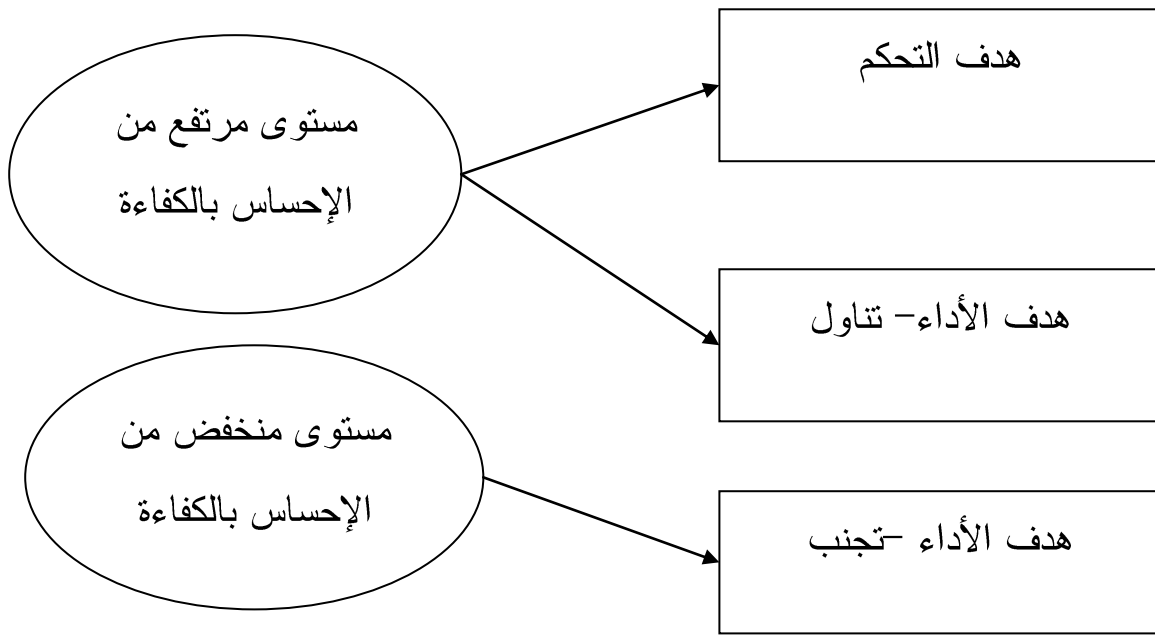 هدف التحكم
مستوى مرتفع من
الإحساس بالكفاءة
هدف الأداء– تناول
مستوى منخفض من
الإحساس بالكفاءة
هدف الأداء –تجنب